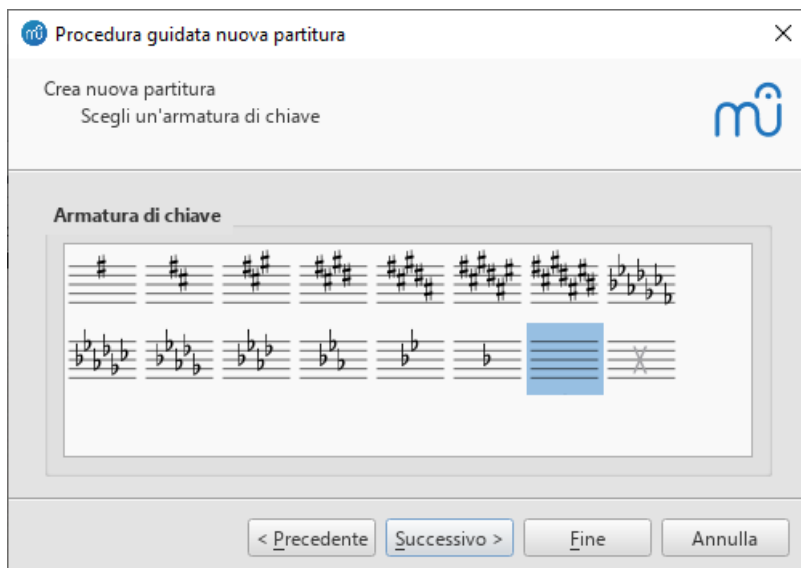 Procedura guidata nuova partitura
Crea nuova partitura
Scegli un'armatura di chiave
Armatura di chiave
< Precedente Successivo > Fine Annulla